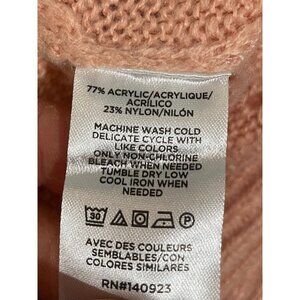 77% ACRYLIC/ACRYLIQUE/
ACRÍLICO
23% NYLON/NILÓN
MACHINE WASH COLD
DELICATE CYCLE WITH
LIKE COLORS
ONLY NON-CHLORINE
BLEACH WHEN NEEDED
TUMBLE DRY LOW
COOL IRON WHEN
NEEDED
30
AVEC DES COULEURS
SEMBLABLES/CON
COLORES SIMILARES
RN#140923